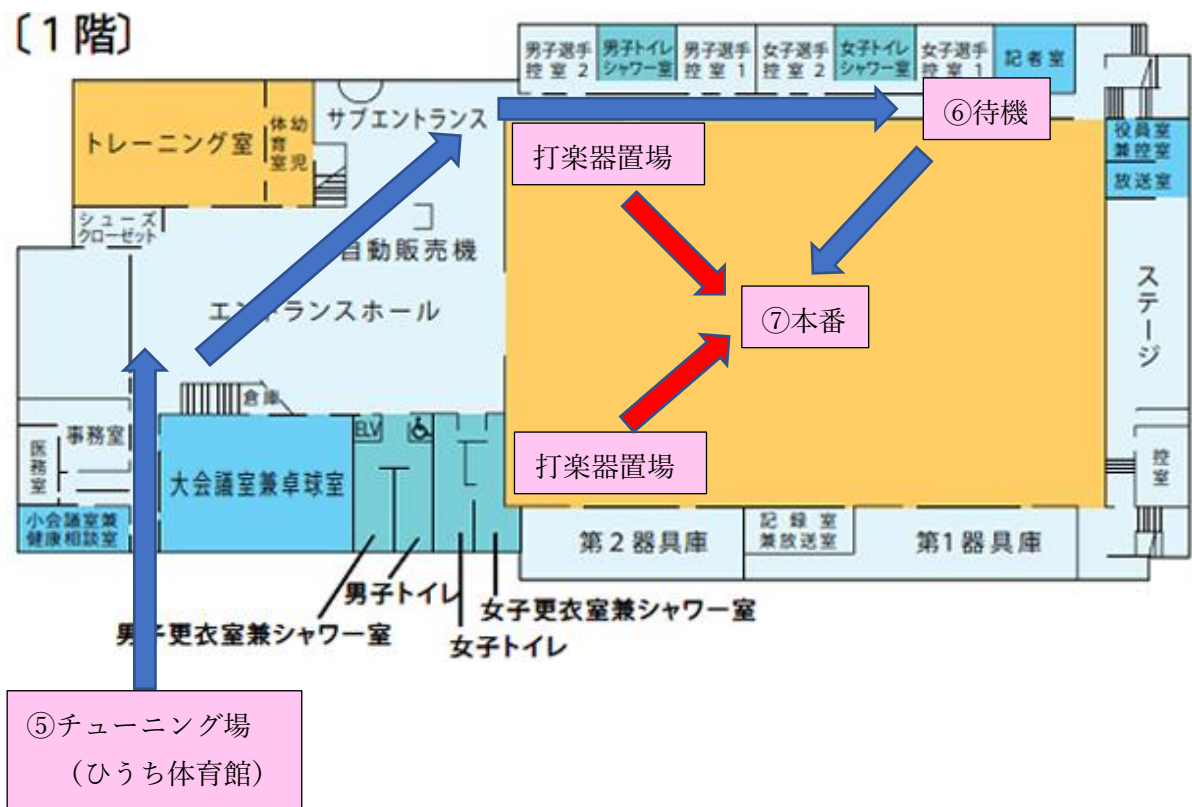 〔1階〕
男子選手
控室2
男子トイレ
シャワー室
男子選手
控室1
女子選手
控室2
女子トイレ
シャワー室
女子選手
控室1
記者室
トレーニング室
幼児
体育室
サブエントランス
⑥待機
打楽器置場
役員室
兼控室
放送室
シューズ
クローゼット
自動販売機
エントランスホール
⑦本番
ステージ
倉庫
事務室
医務室
ELV
大会議室兼卓球室
打楽器置場
控室
小会議室兼
健康相談室
第2器具庫
記録室
兼放送室
第1器具庫
男子トイレ
女子更衣室兼シャワー室
男子更衣室兼シャワー室
女子トイレ
⑤チューニング場
(ひうち体育館)